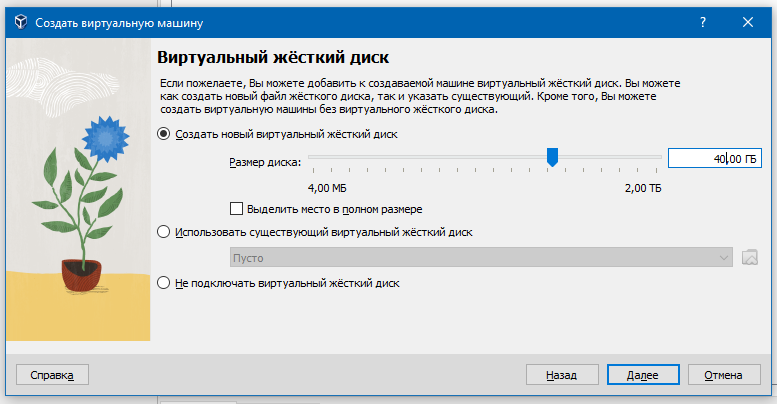 Создать виртуальную машину
Виртуальный жёсткий диск
Если пожелаете, Вы можете добавить к создаваемой машине виртуальный жёсткий диск. Вы можете
как создать новый файл жёсткого диска, так и указать существующий. Кроме того, Вы можете
создать виртуальную машины без виртуального жёсткого диска.
Создать новый виртуальный жёсткий диск
Размер диска:
40,00 ГБ
4,00 МБ
2,00 ТБ
Выделить место в полном размере
Использовать существующий виртуальный жёсткий диск
Пусто
Не подключать виртуальный жёсткий диск
Справка
Назад
Далее
Отмена